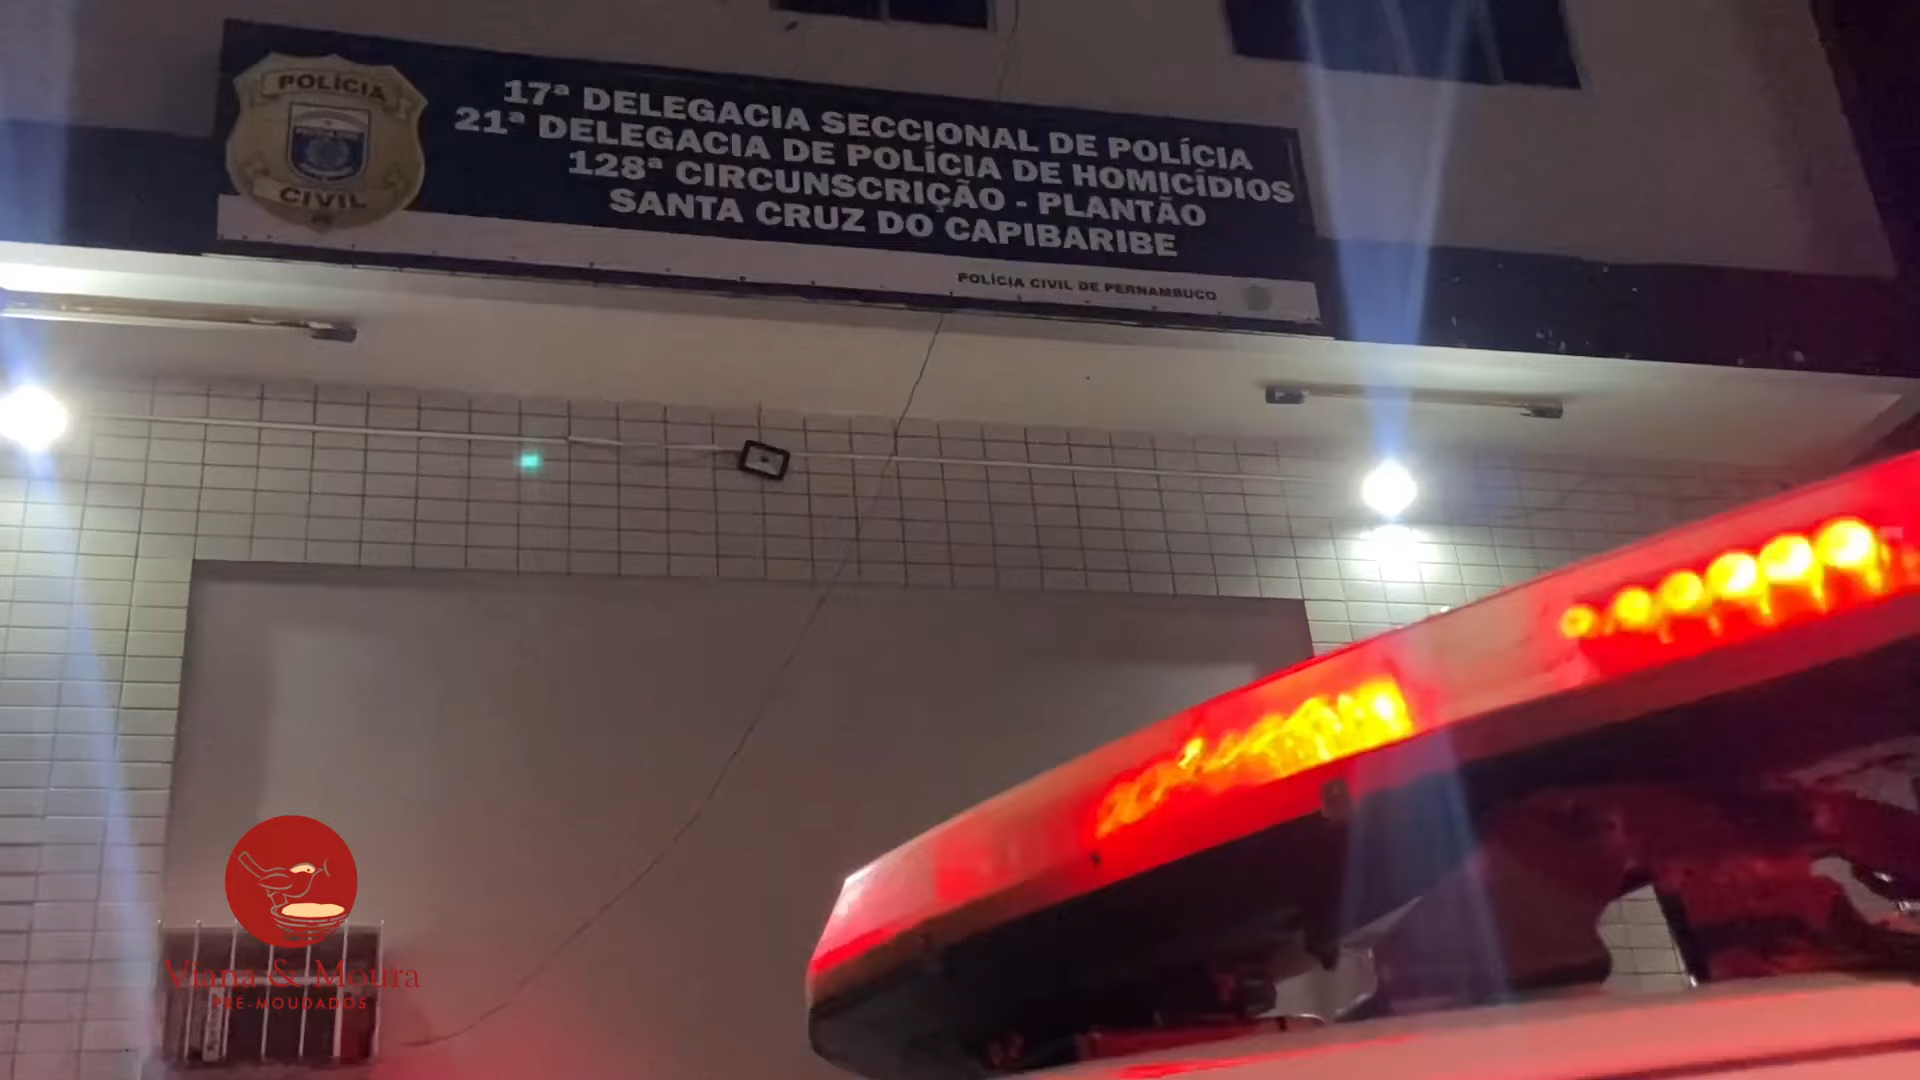 POLÍCIA
CIVIL
17ª DELEGACIA SECCIONAL DE POLÍCIA
21ª DELEGACIA DE POLÍCIA DE HOMICÍDIOS
128ª CIRCUNSCRIÇÃO - PLANTÃO
SANTA CRUZ DO CAPIBARIBE
POLÍCIA CIVIL DE PERNAMBUCO
Viana & Moura
PRÉ-MOLDADOS